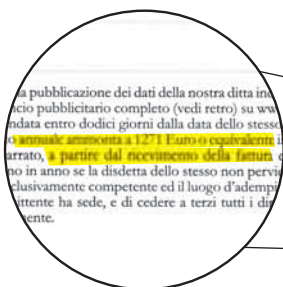 a pubblicazione dei dati della nostra ditta in
cio pubblicitario completo (vedi retro) su ww
ndata entro dodici giorni dalla data dello stesso
o annuale ammonta a 1271 Euro o equivalente i
arrato, a partire dal ricevimento della fattura
no in anno se la disdetta dello stesso non pervi
clusivamente competente ed il luogo d'adempi
ittente ha sede, e di cedere a terzi tutti i di
ente.